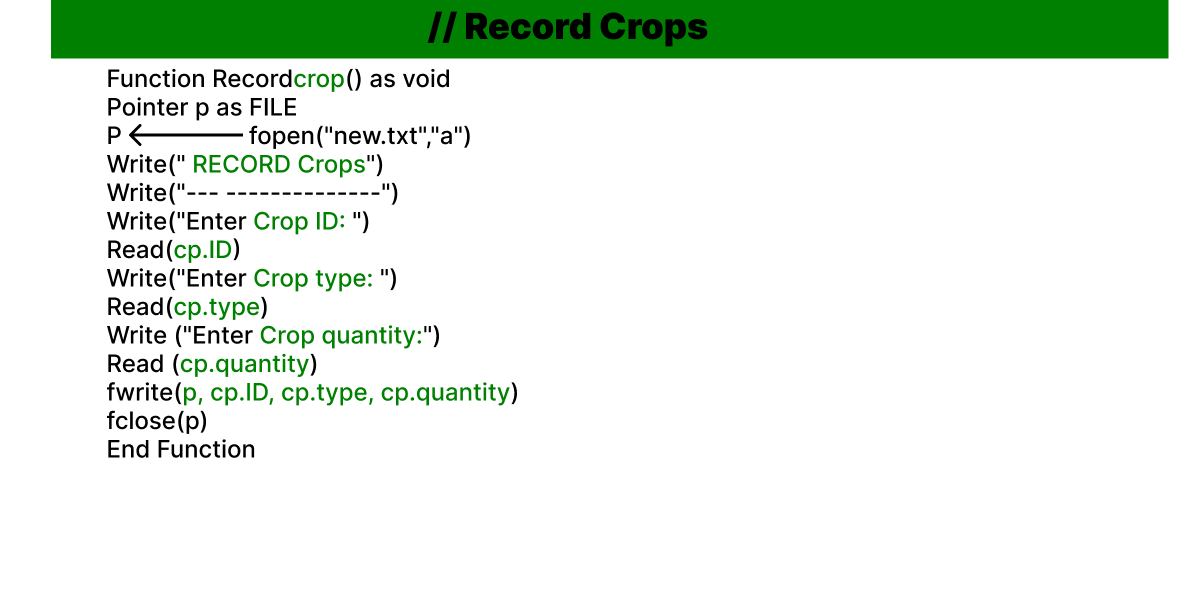 // Record Crops
Function Recordcrop() as void
Pointer p as FILE
P ← fopen("new.txt","a")
Write(" RECORD Crops")
Write("--- --------------")
Write("Enter Crop ID: ")
Read(cp.ID)
Write("Enter Crop type: ")
Read(cp.type)
Write ("Enter Crop quantity:")
Read (cp.quantity)
fwrite(p, cp.ID, cp.type, cp.quantity)
fclose(p)
End Function